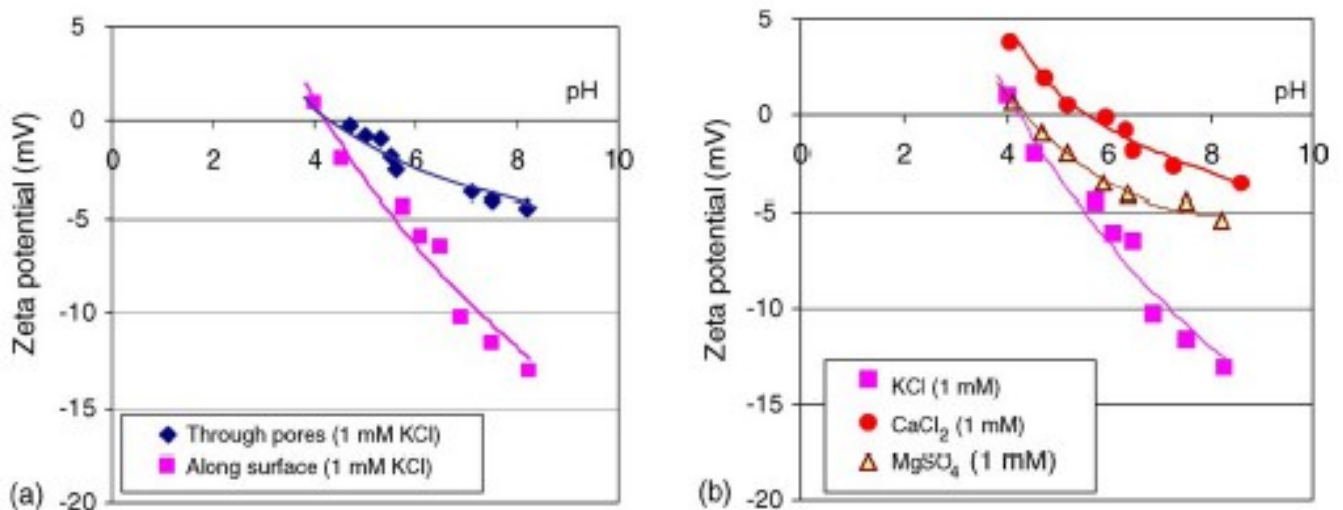 5
0
-5
-10
-15
-20
Zeta potential (mV)
0 2 4 6 8 10
pH
Through pores (1 mM KCl)
Along surface (1 mM KCl)
(a)
5
0
-5
-10
-15
-20
Zeta potential (mV)
0 2 4 6 8 10
pH
KCl (1 mM)
CaCl₂ (1 mM)
MgSO₄ (1 mM)
(b)